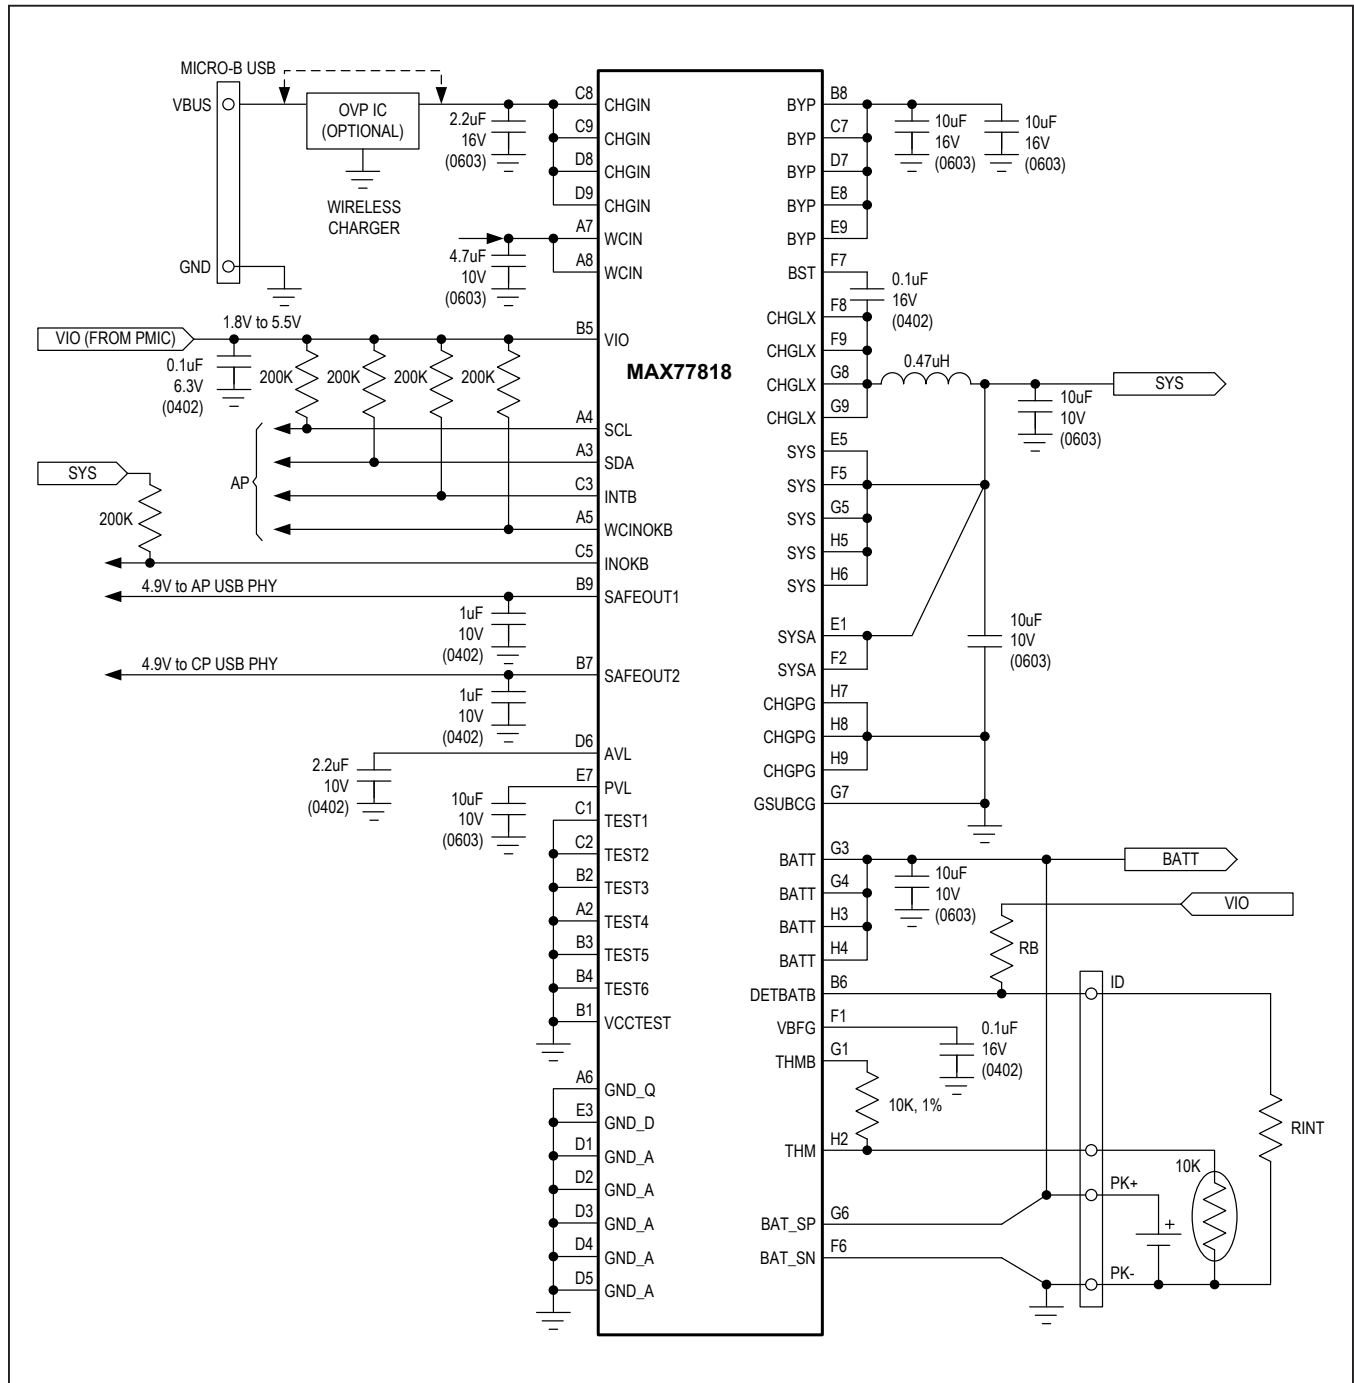 MICRO-B USB
VBUS
OVP IC
(OPTIONAL)
WIRELESS
CHARGER
GND
2.2uF
16V
(0603)
4.7uF
10V
(0603)
VIO (FROM PMIC)
1.8V to 5.5V
0.1uF
6.3V
(0402)
200K
200K
200K
200K
AP
SYS
200K
4.9V to AP USB PHY
1uF
10V
(0402)
4.9V to CP USB PHY
1uF
10V
(0402)
2.2uF
10V
(0402)
10uF
10V
(0603)
C8 CHGIN
C9 CHGIN
D8 CHGIN
D9 CHGIN
A7 WCIN
A8 WCIN
B5 VIO
A4 SCL
A3 SDA
C3 INTB
A5 WCINOKB
C5 INOKB
B9 SAFEOUT1
B7 SAFEOUT2
D6 AVL
E7 PVL
C1 TEST1
C2 TEST2
B2 TEST3
A2 TEST4
B3 TEST5
B4 TEST6
B1 VCCTEST
A6 GND_Q
E3 GND_D
D1 GND_A
D2 GND_A
D3 GND_A
D4 GND_A
D5 GND_A
MAX77818
BYP B8
BYP C7
BYP D7
BYP E8
BYP E9
BST F7
CHGLX F8
CHGLX F9
CHGLX G8
CHGLX G9
SYS E5
SYS F5
SYS G5
SYS H5
SYS H6
SYSA E1
SYSA F2
CHGPG H7
CHGPG H8
CHGPG H9
GSUBCG G7
BATT G3
BATT G4
BATT H3
BATT H4
DETBATB B6
VBFG F1
THMB G1
THM H2
BAT_SP G6
BAT_SN F6
10uF
16V
(0603)
10uF
16V
(0603)
0.1uF
16V
(0402)
0.47uH
SYS
10uF
10V
(0603)
10uF
10V
(0603)
BATT
10uF
10V
(0603)
VIO
RB
ID
0.1uF
16V
(0402)
10K, 1%
RINT
10K
PK+
+
PK-